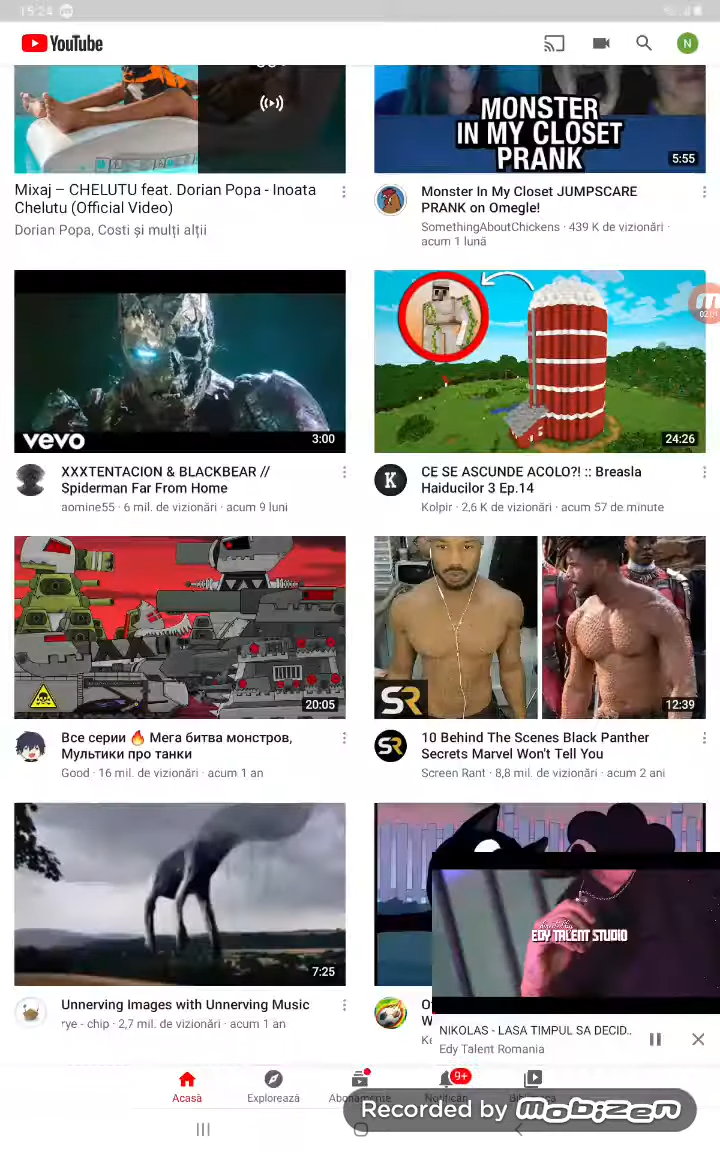 15:24
YouTube
N
MONSTER
IN MY CLOSET
PRANK
5:55
Mixaj – CHELUTU feat. Dorian Popa - Inoata
Chelutu (Official Video)
Dorian Popa, Costi și mulți alții
Monster In My Closet JUMPSCARE
PRANK on Omegle!
SomethingAboutChickens · 439 K de vizionări ·
acum 1 lună
vevo
3:00
24:26
XXXTENTACION & BLACKBEAR //
Spiderman Far From Home
aomine55 · 6 mil. de vizionări · acum 9 luni
K
CE SE ASCUNDE ACOLO?! :: Breasla
Haiducilor 3 Ep.14
Kolpir · 2,6 K de vizionări · acum 57 de minute
20:05
SR
12:39
Все серии 🔥 Мега битва монстров,
Мультики про танки
Good · 16 mil. de vizionări · acum 1 an
SR
10 Behind The Scenes Black Panther
Secrets Marvel Won't Tell You
Screen Rant · 8,8 mil. de vizionări · acum 2 ani
7:25
EDY TALENT STUDIO
Unnerving Images with Unnerving Music
rye - chip · 2,7 mil. de vizionări · acum 1 an
NIKOLAS - LASA TIMPUL SA DECID..
Edy Talent Romania
9+
Acasă
Explorează
Abonamente
Notificări
Biblioteca
Recorded by mobizen